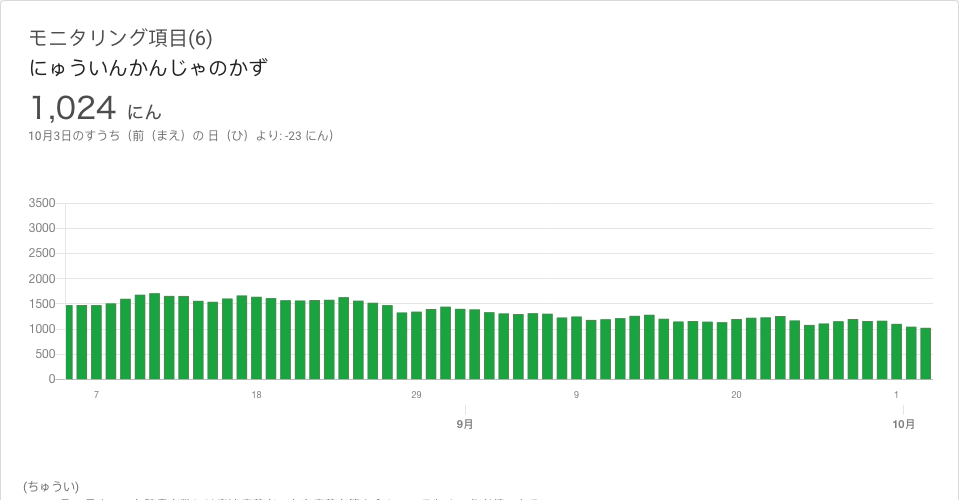 モニタリング項目(6)
にゅういんかんじゃのかず
1,024 にん
10月3日のすうち（前（まえ）の 日（ひ）より: -23 にん）
3500
3000
2500
2000
1500
1000
500
0
7 18 29 9 20 1
9月 10月
(ちゅうい)